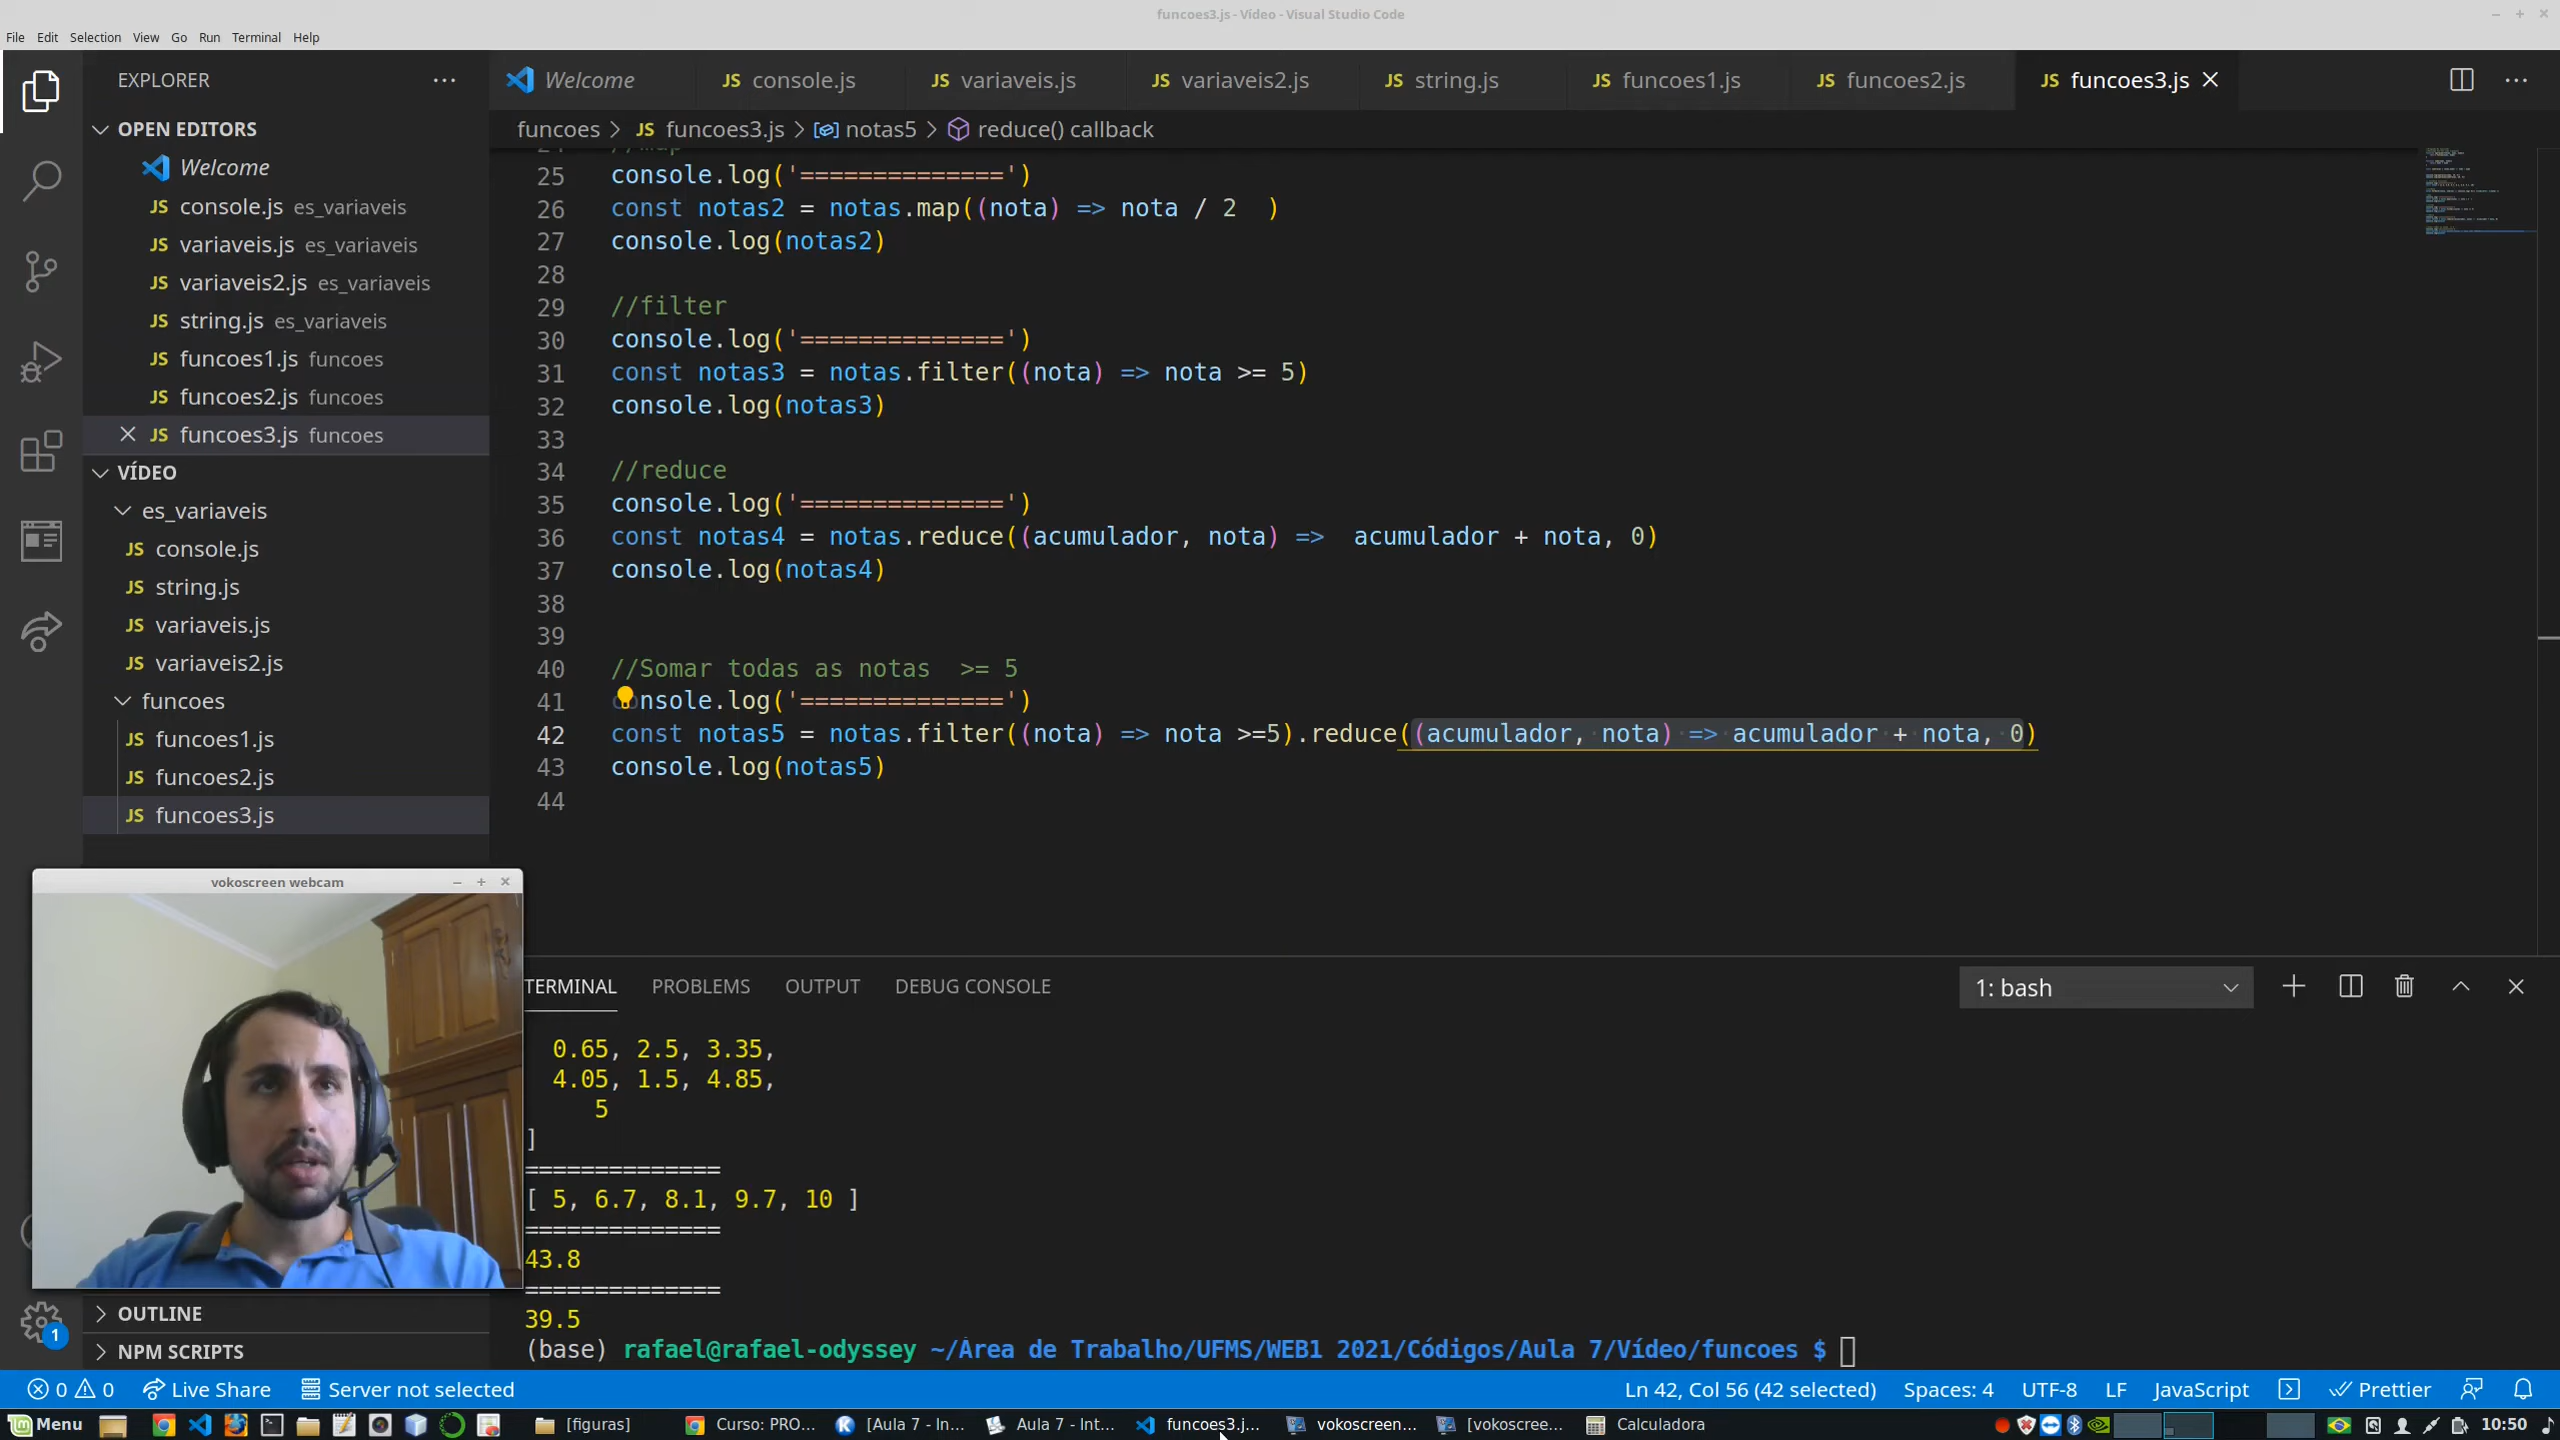 funcoes3.js - Vídeo - Visual Studio Code
File Edit Selection View Go Run Terminal Help
EXPLORER
OPEN EDITORS
Welcome
console.js es_variaveis
variaveis.js es_variaveis
variaveis2.js es_variaveis
string.js es_variaveis
funcoes1.js funcoes
funcoes2.js funcoes
funcoes3.js funcoes
VÍDEO
es_variaveis
console.js
string.js
variaveis.js
variaveis2.js
funcoes
funcoes1.js
funcoes2.js
funcoes3.js
vokoscreen webcam
OUTLINE
NPM SCRIPTS
Welcome console.js variaveis.js variaveis2.js string.js funcoes1.js funcoes2.js funcoes3.js
funcoes > funcoes3.js > notas5 > reduce() callback
24 //map
25 console.log('==============')
26 const notas2 = notas.map((nota) => nota / 2  )
27 console.log(notas2)
28
29 //filter
30 console.log('==============')
31 const notas3 = notas.filter((nota) => nota >= 5)
32 console.log(notas3)
33
34 //reduce
35 console.log('==============')
36 const notas4 = notas.reduce((acumulador, nota) =>  acumulador + nota, 0)
37 console.log(notas4)
38
39
40 //Somar todas as notas  >= 5
41 console.log('==============')
42 const notas5 = notas.filter((nota) => nota >=5).reduce((acumulador, nota) => acumulador + nota, 0)
43 console.log(notas5)
44
TERMINAL PROBLEMS OUTPUT DEBUG CONSOLE
1: bash
0.65, 2.5, 3.35,
4.05, 1.5, 4.85,
5
]
==============
[ 5, 6.7, 8.1, 9.7, 10 ]
==============
43.8
==============
39.5
(base) rafael@rafael-odyssey ~/Área de Trabalho/UFMS/WEB1 2021/Códigos/Aula 7/Vídeo/funcoes $
1
0 0 Live Share Server not selected
Ln 42, Col 56 (42 selected) Spaces: 4 UTF-8 LF JavaScript Prettier
Menu [figuras] Curso: PRO... [Aula 7 - In... Aula 7 - Int... funcoes3.j... vokoscreen... [vokoscree... Calculadora 10:50